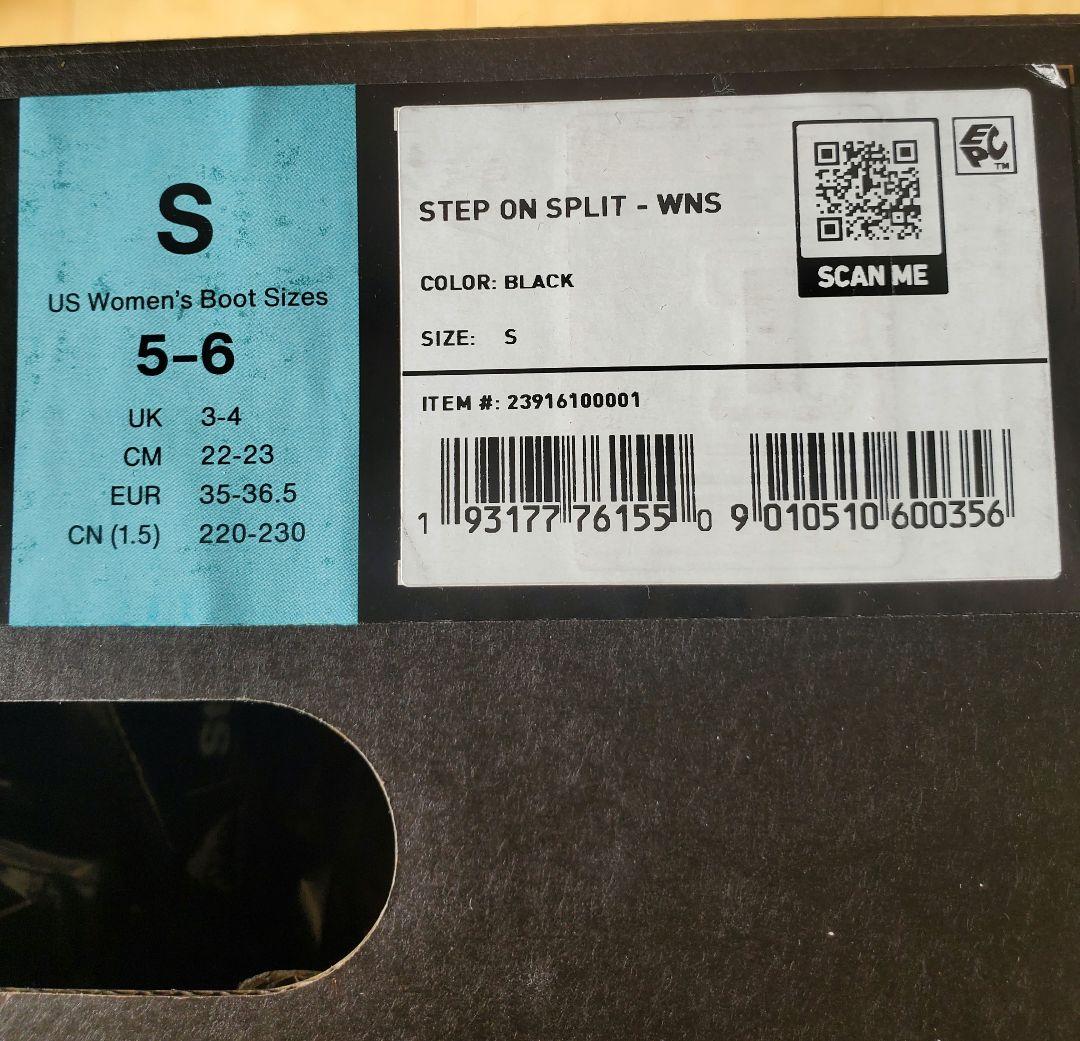 S
US Women's Boot Sizes
5–6
UK 3-4
CM 22-23
EUR 35-36.5
CN (1.5) 220-230
STEP ON SPLIT - WNS
COLOR: BLACK
SIZE: S
SCAN ME
EPC TM
ITEM #: 23916100001
1 93177 76155 0
9 010510 600356